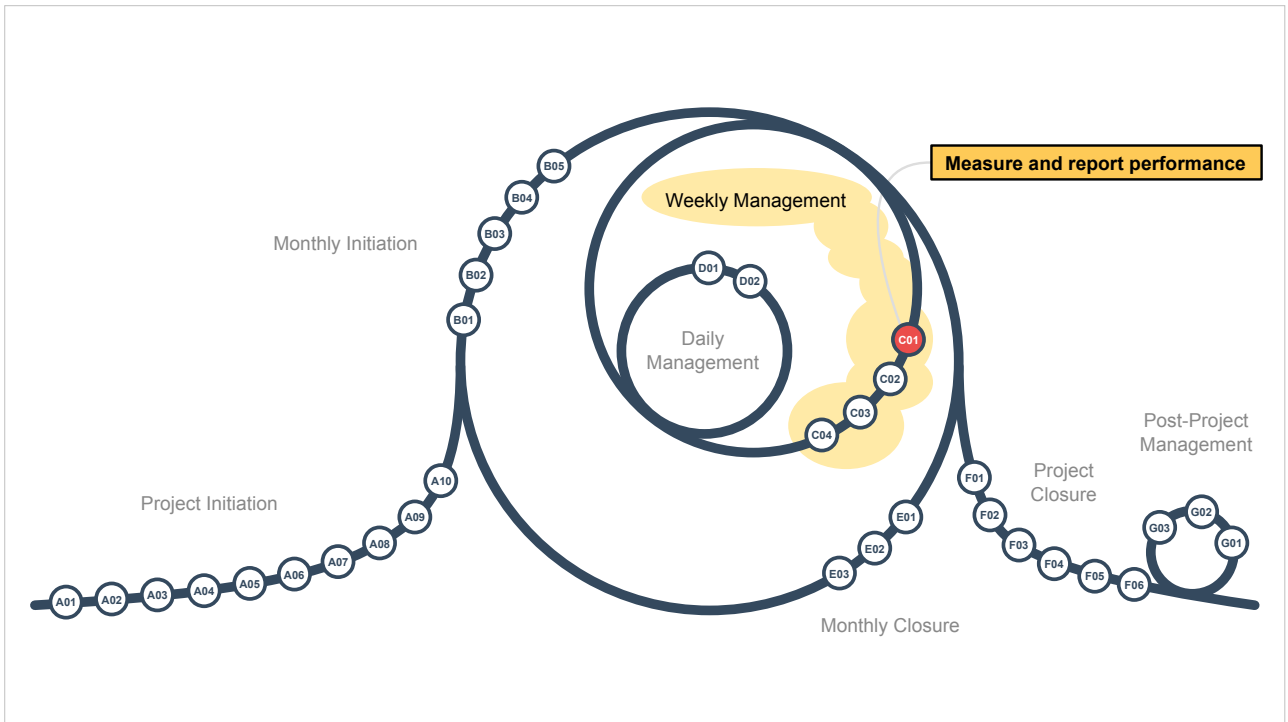 B05
Measure and report performance
B04
Weekly Management
B03
Monthly Initiation
D01
B02
D02
B01
Daily
Management
C01
C02
C03
C04
Post-Project
Management
Project
Closure
A10
F01
Project Initiation
A09
E01
F02
G02
G03
G01
A08
E02
F03
A07
A06
E03
F04
A05
F05
A04
F06
A03
A02
A01
Monthly Closure